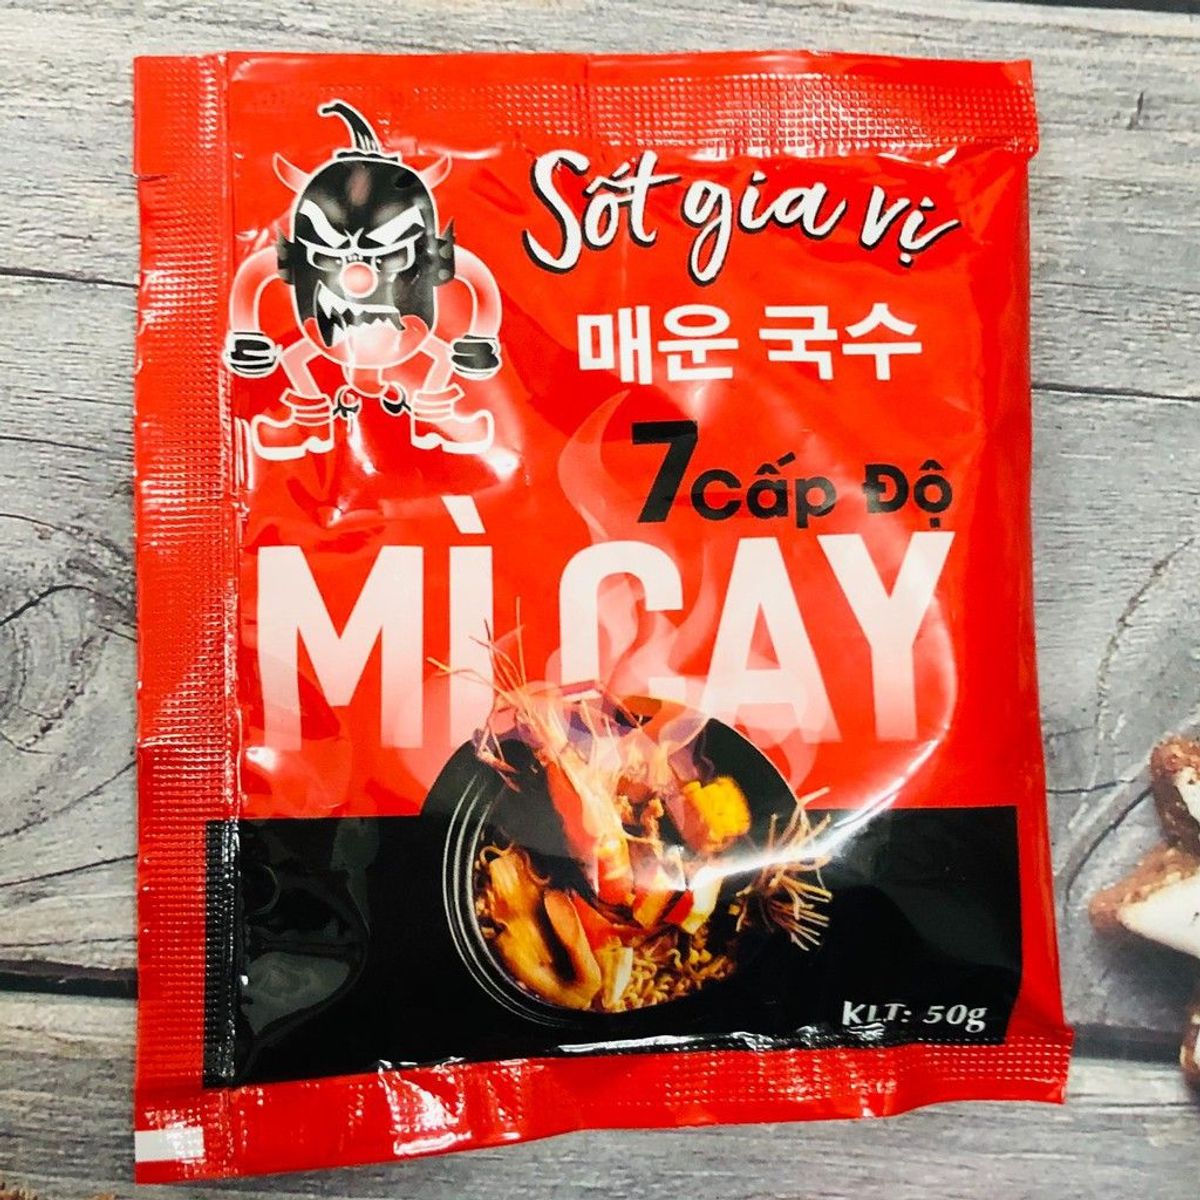 Sốt gia vị
매운 국수
7 cấp Độ
MÌ CAY
KLT: 50g